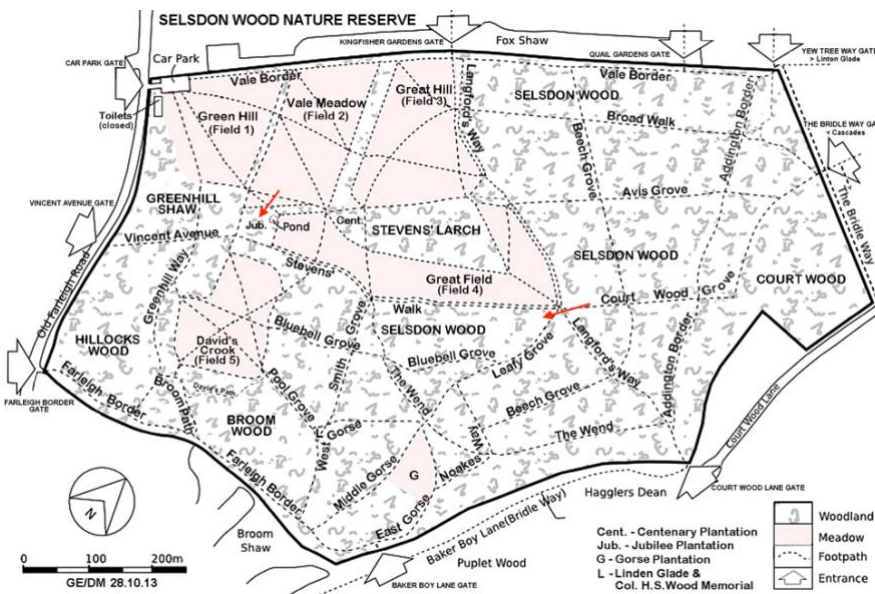 SELSDON WOOD NATURE RESERVE
KINGFISHER GARDENS GATE
Fox Shaw
QUAIL GARDENS GATE
YEW TREE WAY GATE
> Linton Glade
CAR PARK GATE
Car Park
Toilets
(closed)
Vale Border
Green Hill
(Field 1)
Vale Meadow
(Field 2)
Great Hill
(Field 3)
Langford's Way
SELSDON WOOD
Vale Border
Broad Walk
Beech Grove
Addington Border
THE BRIDLE WAY GA
< Cascades
The Bridle Way
VINCENT AVENUE GATE
GREENHILL
SHAW
Avis Grove
Jub.
Pond
Cent.
STEVENS' LARCH
Vincent Avenue
Greenhill Way
Old Farleigh Road
Stevens'
Walk
Great Field
(Field 4)
SELSDON WOOD
Court Wood Grove
COURT WOOD
HILLOCKS
WOOD
David's
Crook
(Field 5)
David's Path
Bluebell Grove
Smith Grove
SELSDON WOOD
Bluebell Grove
Leafy Grove
Langford's Way
Addington Border
FARLEIGH BORDER
GATE
Farleigh Border
Broom Path
BROOM
WOOD
Pool Grove
The Wend
Beech Grove
The Wend
Court Wood Lane
L
West Gorse
Middle Gorse
G
East Gorse
Noakes Way
Farleigh Border
Broom
Shaw
Baker Boy Lane(Bridle Way)
Hagglers Dean
COURT WOOD LANE GATE
Puplet Wood
BAKER BOY LANE GATE
N
0 100 200m
GE/DM 28.10.13
Cent. - Centenary Plantation
Jub. - Jubilee Plantation
G - Gorse Plantation
L - Linden Glade &
Col. H.S.Wood Memorial
Woodland
Meadow
Footpath
Entrance